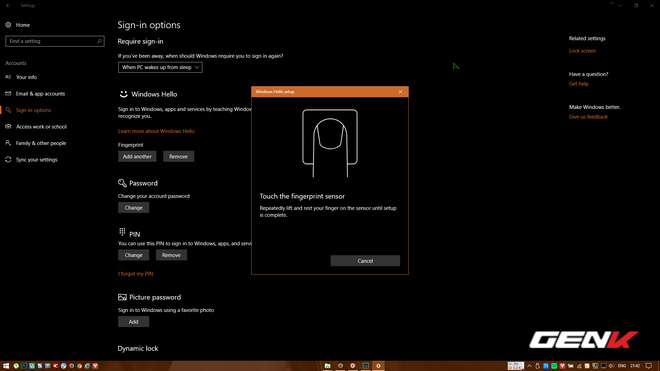 Settings
Home
Find a setting
Accounts
Your info
Email & app accounts
Sign-in options
Access work or school
Family & other people
Sync your settings
Sign-in options
Require sign-in
If you've been away, when should Windows require you to sign in again?
When PC wakes up from sleep
Windows Hello
Sign in to Windows, apps and services by teaching Window
recognize you.
Learn more about Windows Hello
Fingerprint
Add another
Remove
Password
Change your account password
Change
PIN
You can use this PIN to sign in to Windows, apps, and servi
Change
Remove
I forgot my PIN
Picture password
Sign in to Windows using a favorite photo
Add
Dynamic lock
Windows Hello setup
Touch the fingerprint sensor
Repeatedly lift and rest your finger on the sensor until setup
is complete.
Cancel
Related settings
Lock screen
Have a question?
Get help
Make Windows better.
Give us feedback
GENK
ENG
21:42